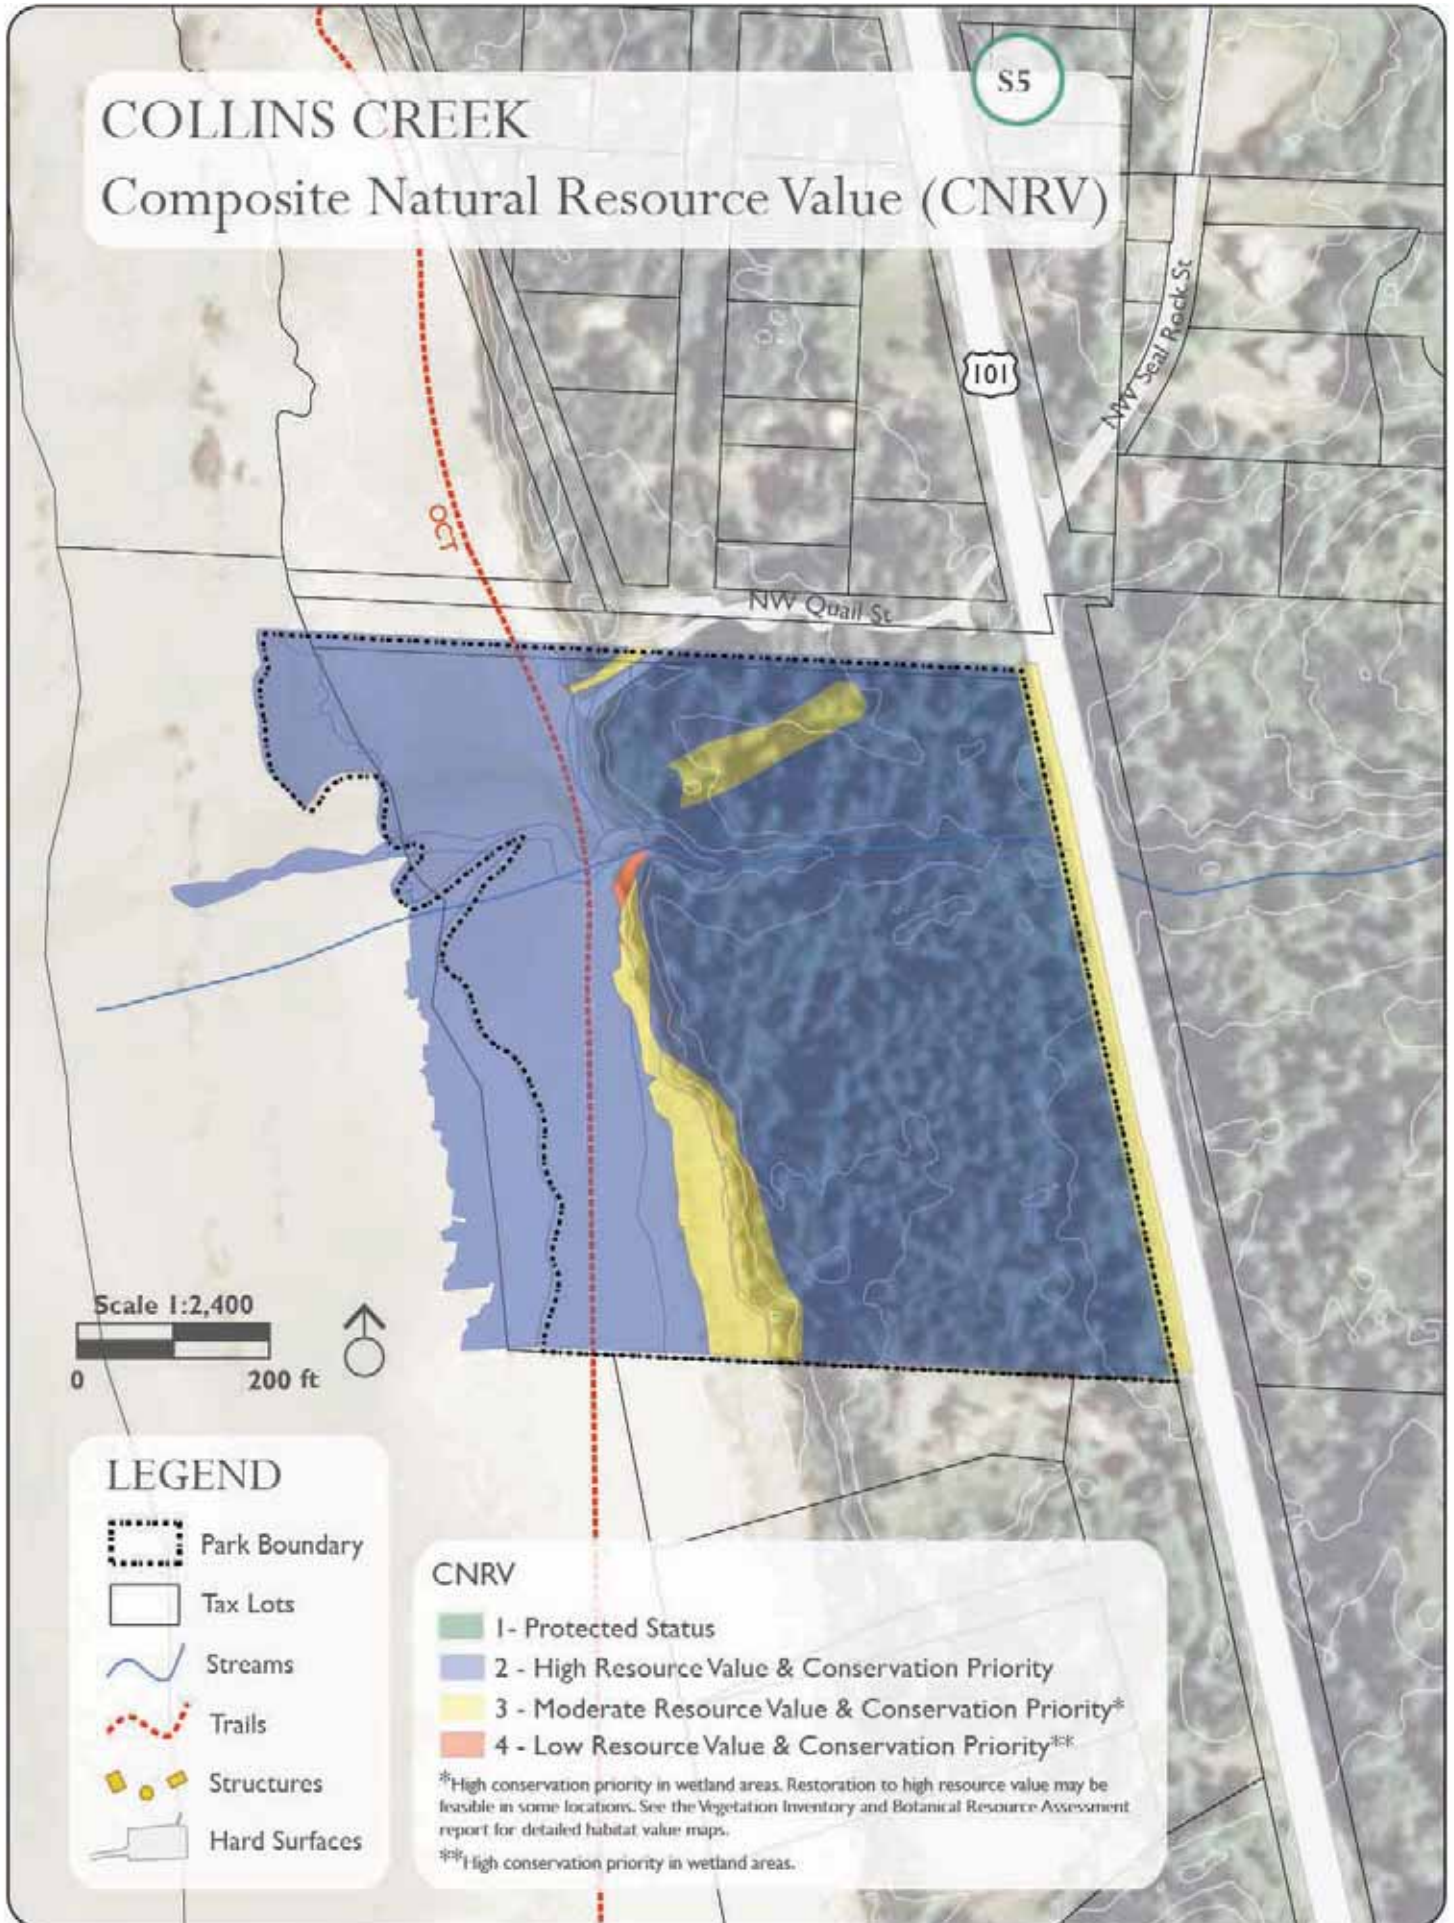 S5
COLLINS CREEK
Composite Natural Resource Value (CNRV)
NW Seal Rock St
101
OCT
NW Quail St
Scale 1:2,400
0 200 ft
LEGEND
Park Boundary
Tax Lots
Streams
Trails
Structures
Hard Surfaces
CNRV
1- Protected Status
2 - High Resource Value & Conservation Priority
3 - Moderate Resource Value & Conservation Priority*
4 - Low Resource Value & Conservation Priority**
*High conservation priority in wetland areas. Restoration to high resource value may be
feasible in some locations. See the Vegetation Inventory and Botanical Resource Assessment
report for detailed habitat value maps.
**High conservation priority in wetland areas.